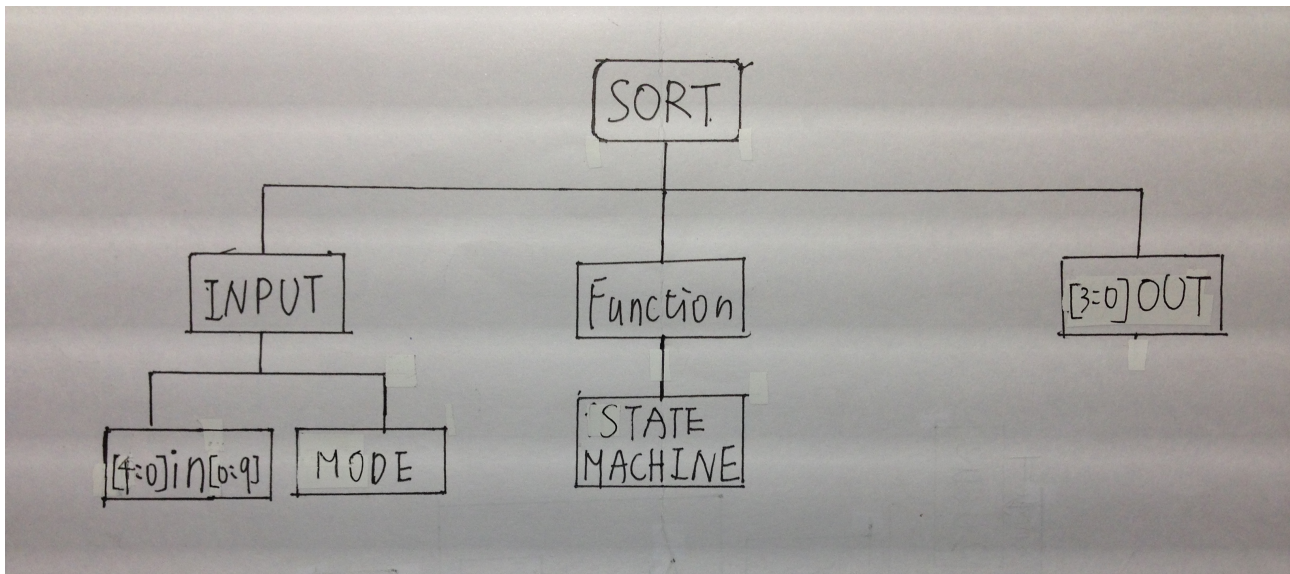 SORT
INPUT
Function
[3:0] OUT
[4:0] in [0:9]
MODE
STATE
MACHINE